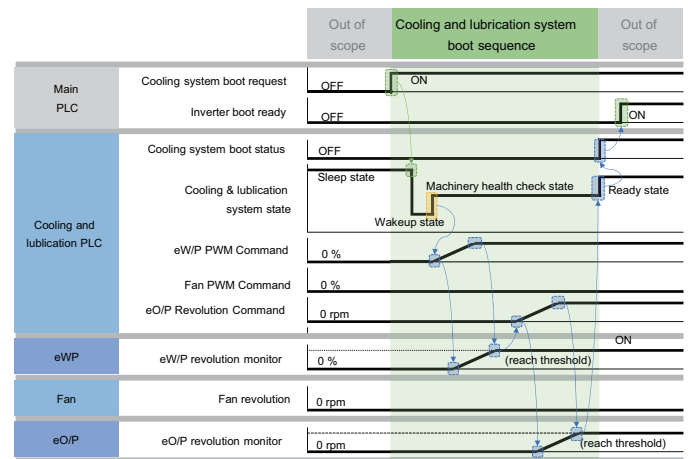 Out of
scope
Cooling and lubrication system
boot sequence
Out of
scope
Main
PLC
Cooling system boot request
OFF
ON
Inverter boot ready
OFF
ON
Cooling and
lublication PLC
Cooling system boot status
OFF
Cooling & lublication
system state
Sleep state
Machinery health check state
Ready state
Wakeup state
eW/P PWM Command
0 %
Fan PWM Command
0 %
eO/P Revolution Command
0 rpm
ON
eWP
eW/P revolution monitor
0 %
(reach threshold)
Fan
Fan revolution
0 rpm
eO/P
eO/P revolution monitor
0 rpm
(reach threshold)